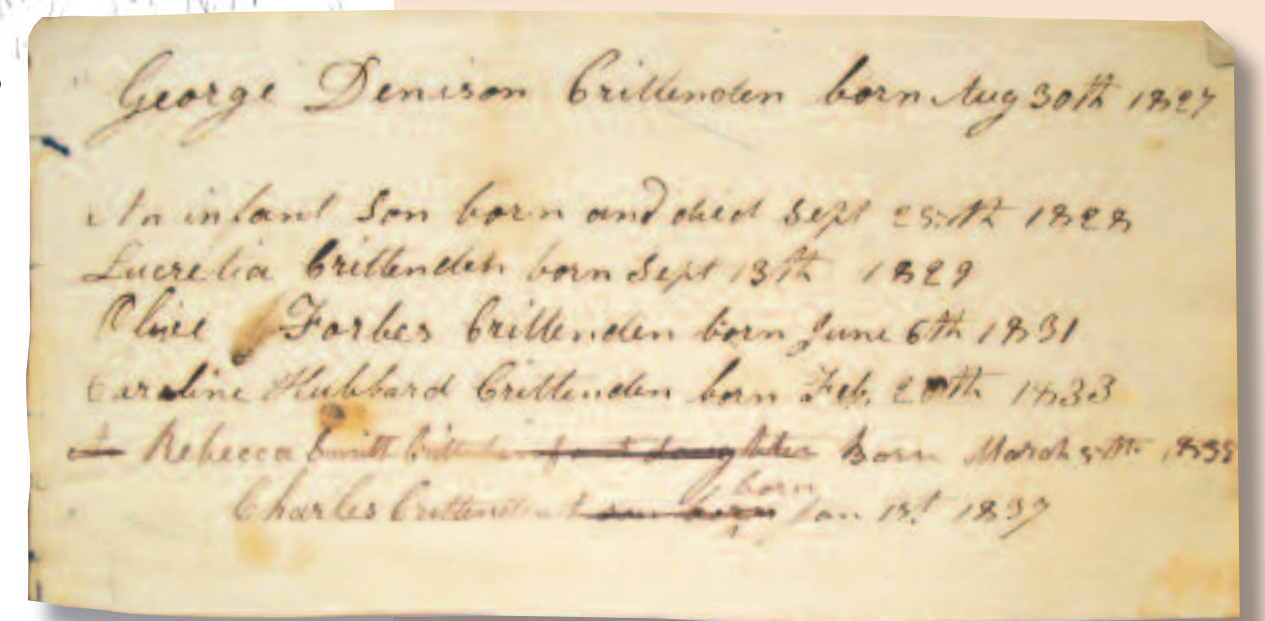 George Denison Crittenden born Aug 30th 1827
An infant Son born and died Sept 25th 1828
Lucretia Crittenden born Sept 13th 1829
Olive Forbes Crittenden born June 6th 1831
Caroline Hubbard Crittenden born Feb. 20th 1833
Rebecca daughter Born March 5th 1835
born
Charles Crittenden born Jan 1st 1837